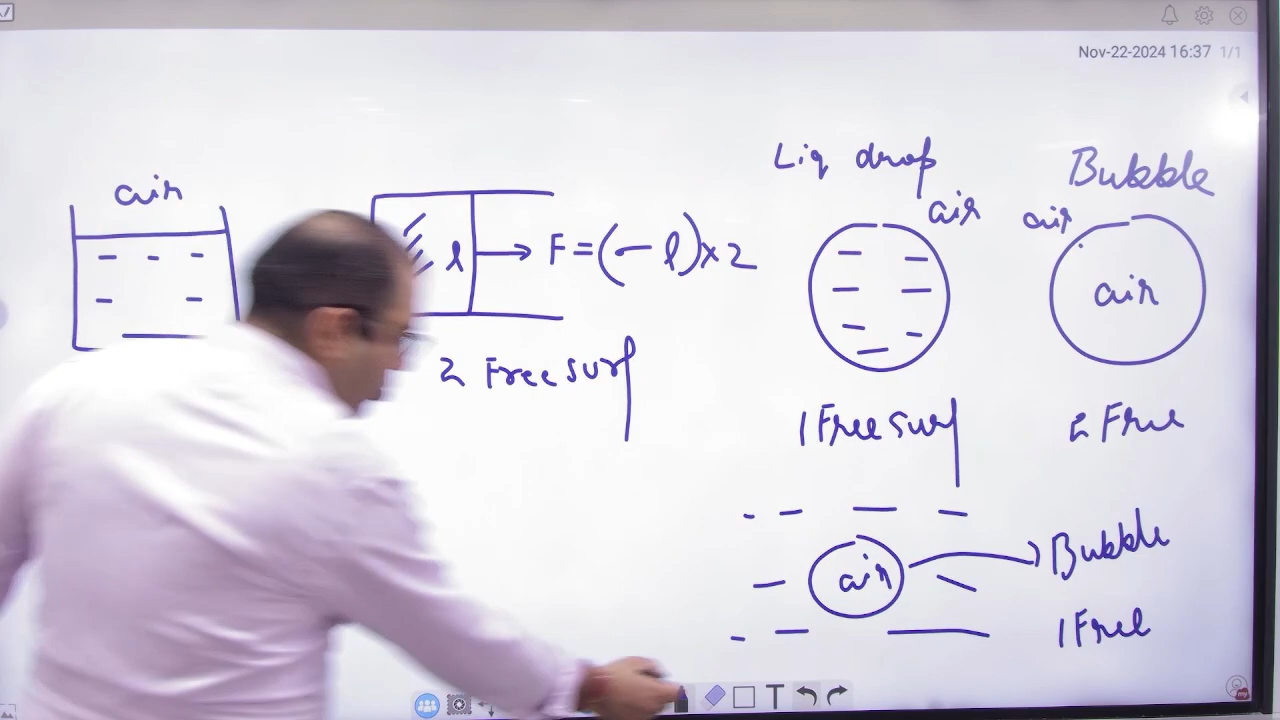 Nov-22-2024 16:37 1/1
air
l → F = (— l) × 2
2 Free surf
Liq drop
air
1 Free surf
Bubble
air
air
2 Free
air → Bubble
1 Free
T